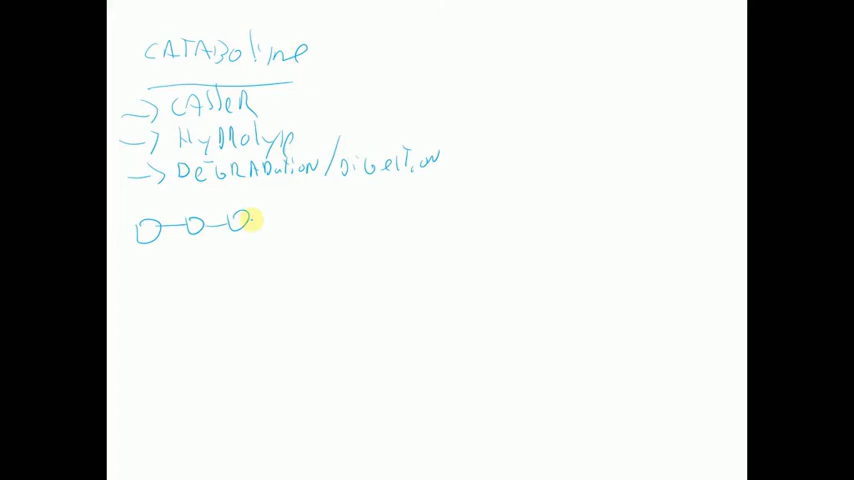 CATABOlisme
→ CASSER
→ HyDROlyse
→ DéGRADation/DiGESTION